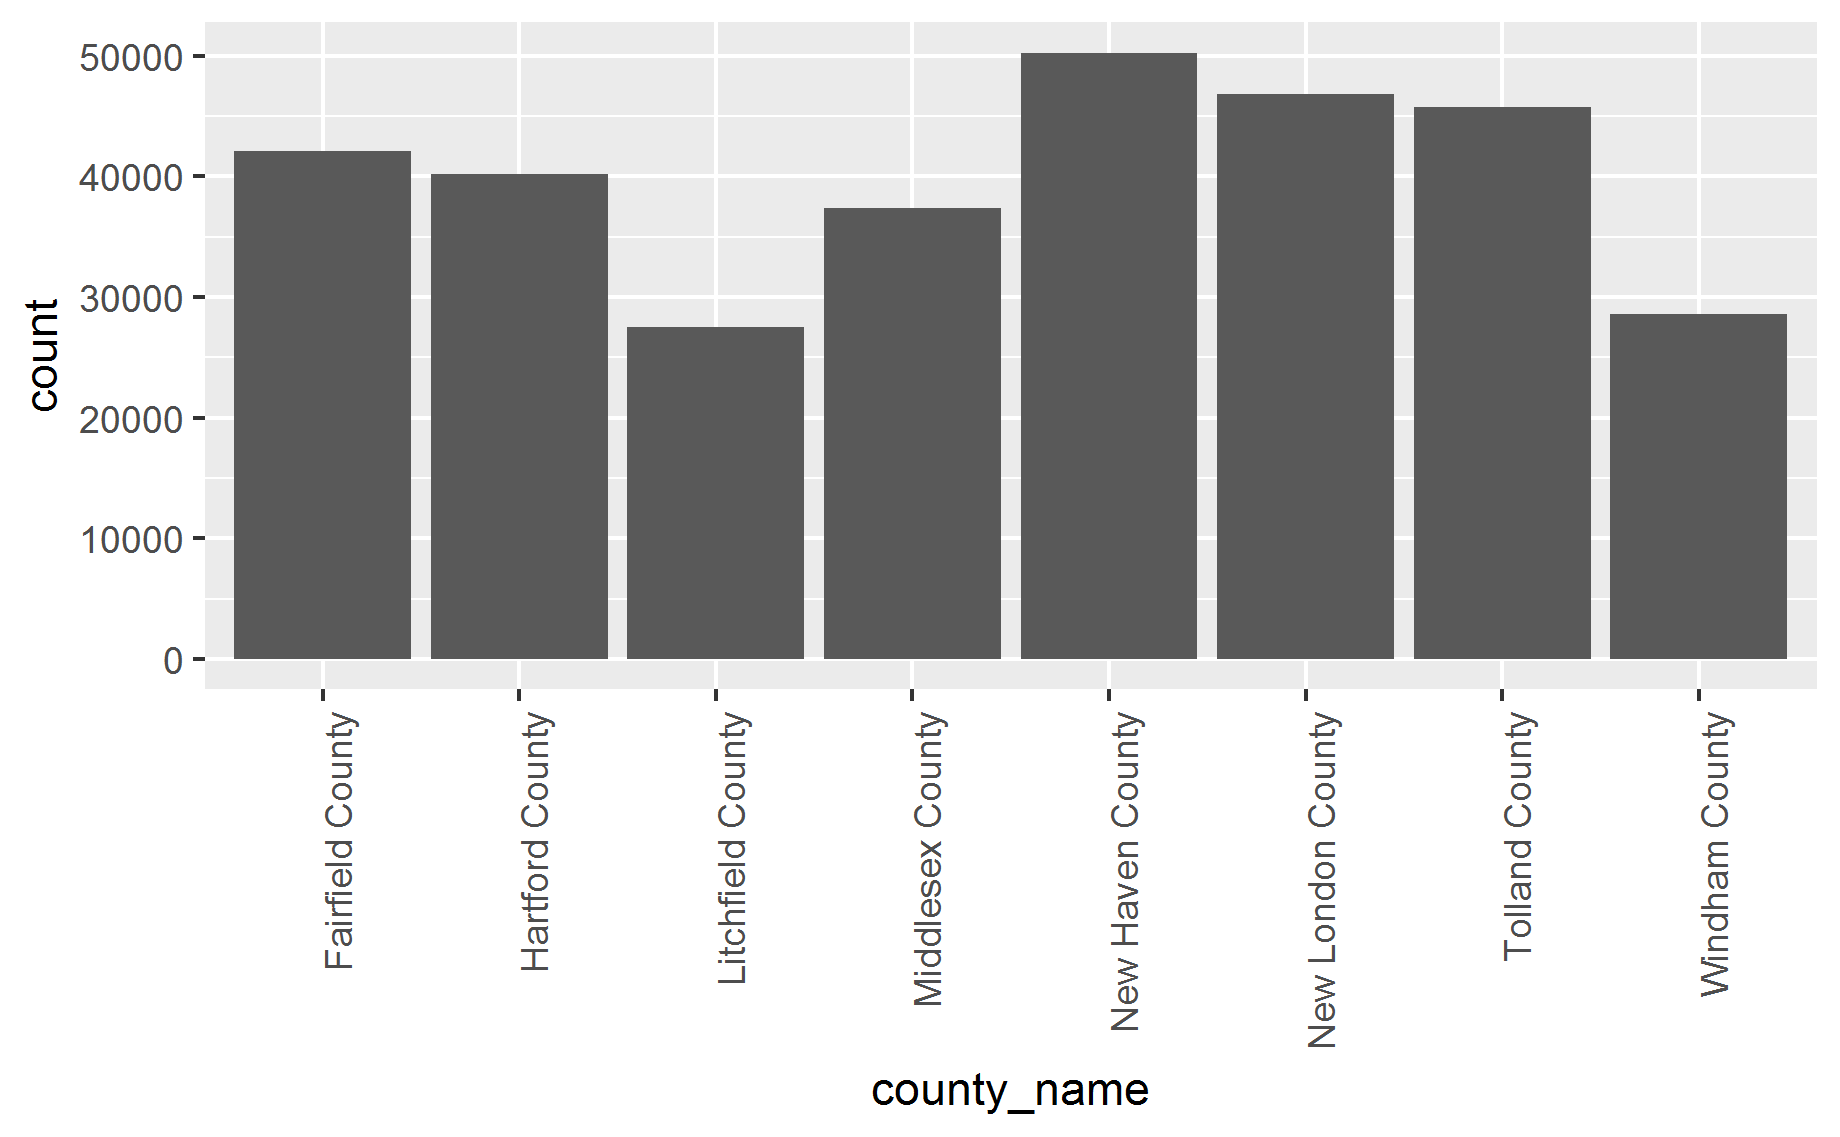 50000
40000
30000
20000
10000
0
count
Fairfield County
Hartford County
Litchfield County
Middlesex County
New Haven County
New London County
Tolland County
Windham County
county_name